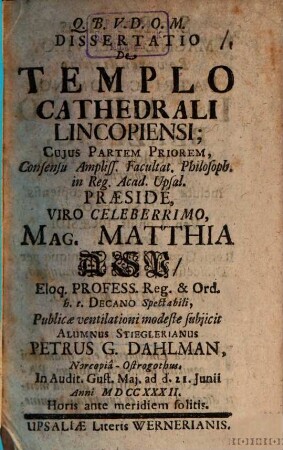 Q. B. V. D. O. M.
DISSERTATIO
De
TEMPLO
CATHEDRALI
LINCOPIENSI;
CUJUS PARTEM PRIOREM,
Consensu Ampliss. Facultat. Philosoph.
in Reg. Acad. Upsal.
PRÆSIDE,
VIRO CELEBERRIMO,
MAG. MATTHIA
ASP/
Eloq. PROFESS. Reg. & Ord.
h. t. DECANO Spectabili,
Publicæ ventilationi modeste subjicit
ALUMNUS STIEGLERIANUS
PETRUS G. DAHLMAN,
Norcopiâ-Ostrogothus.
In Audit. Gust. Maj. ad d. 21. Junii
Anni MDCCXXXII.
Horis ante meridiem solitis.
UPSALIÆ Literis WERNERIANIS.